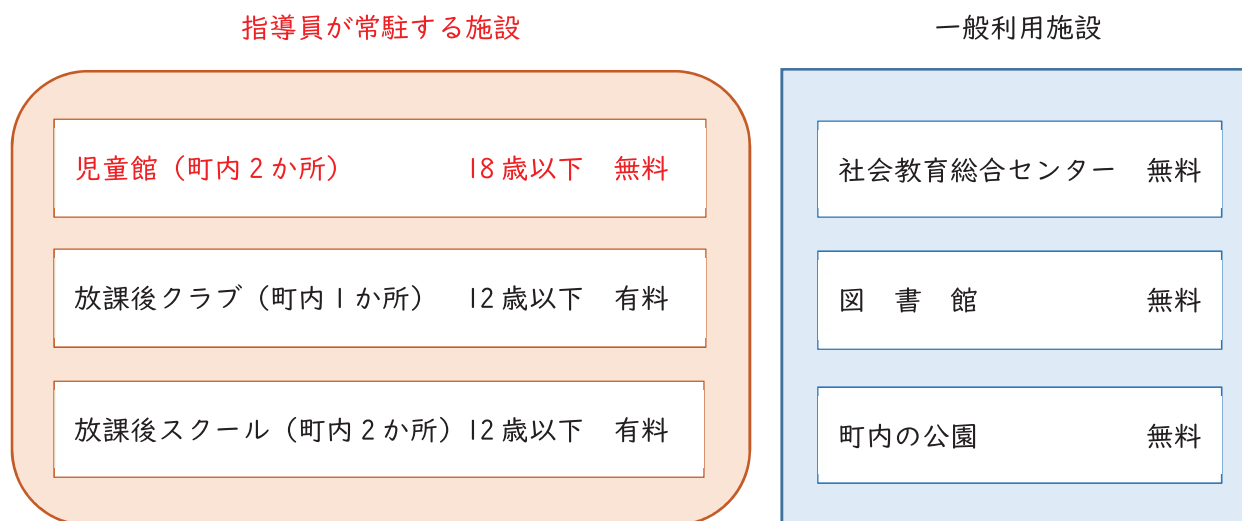 指導員が常駐する施設
児童館（町内２か所） 18歳以下 無料
放課後クラブ（町内１か所） 12歳以下 有料
放課後スクール（町内２か所）12歳以下 有料
一般利用施設
社会教育総合センター 無料
図 書 館 無料
町内の公園 無料